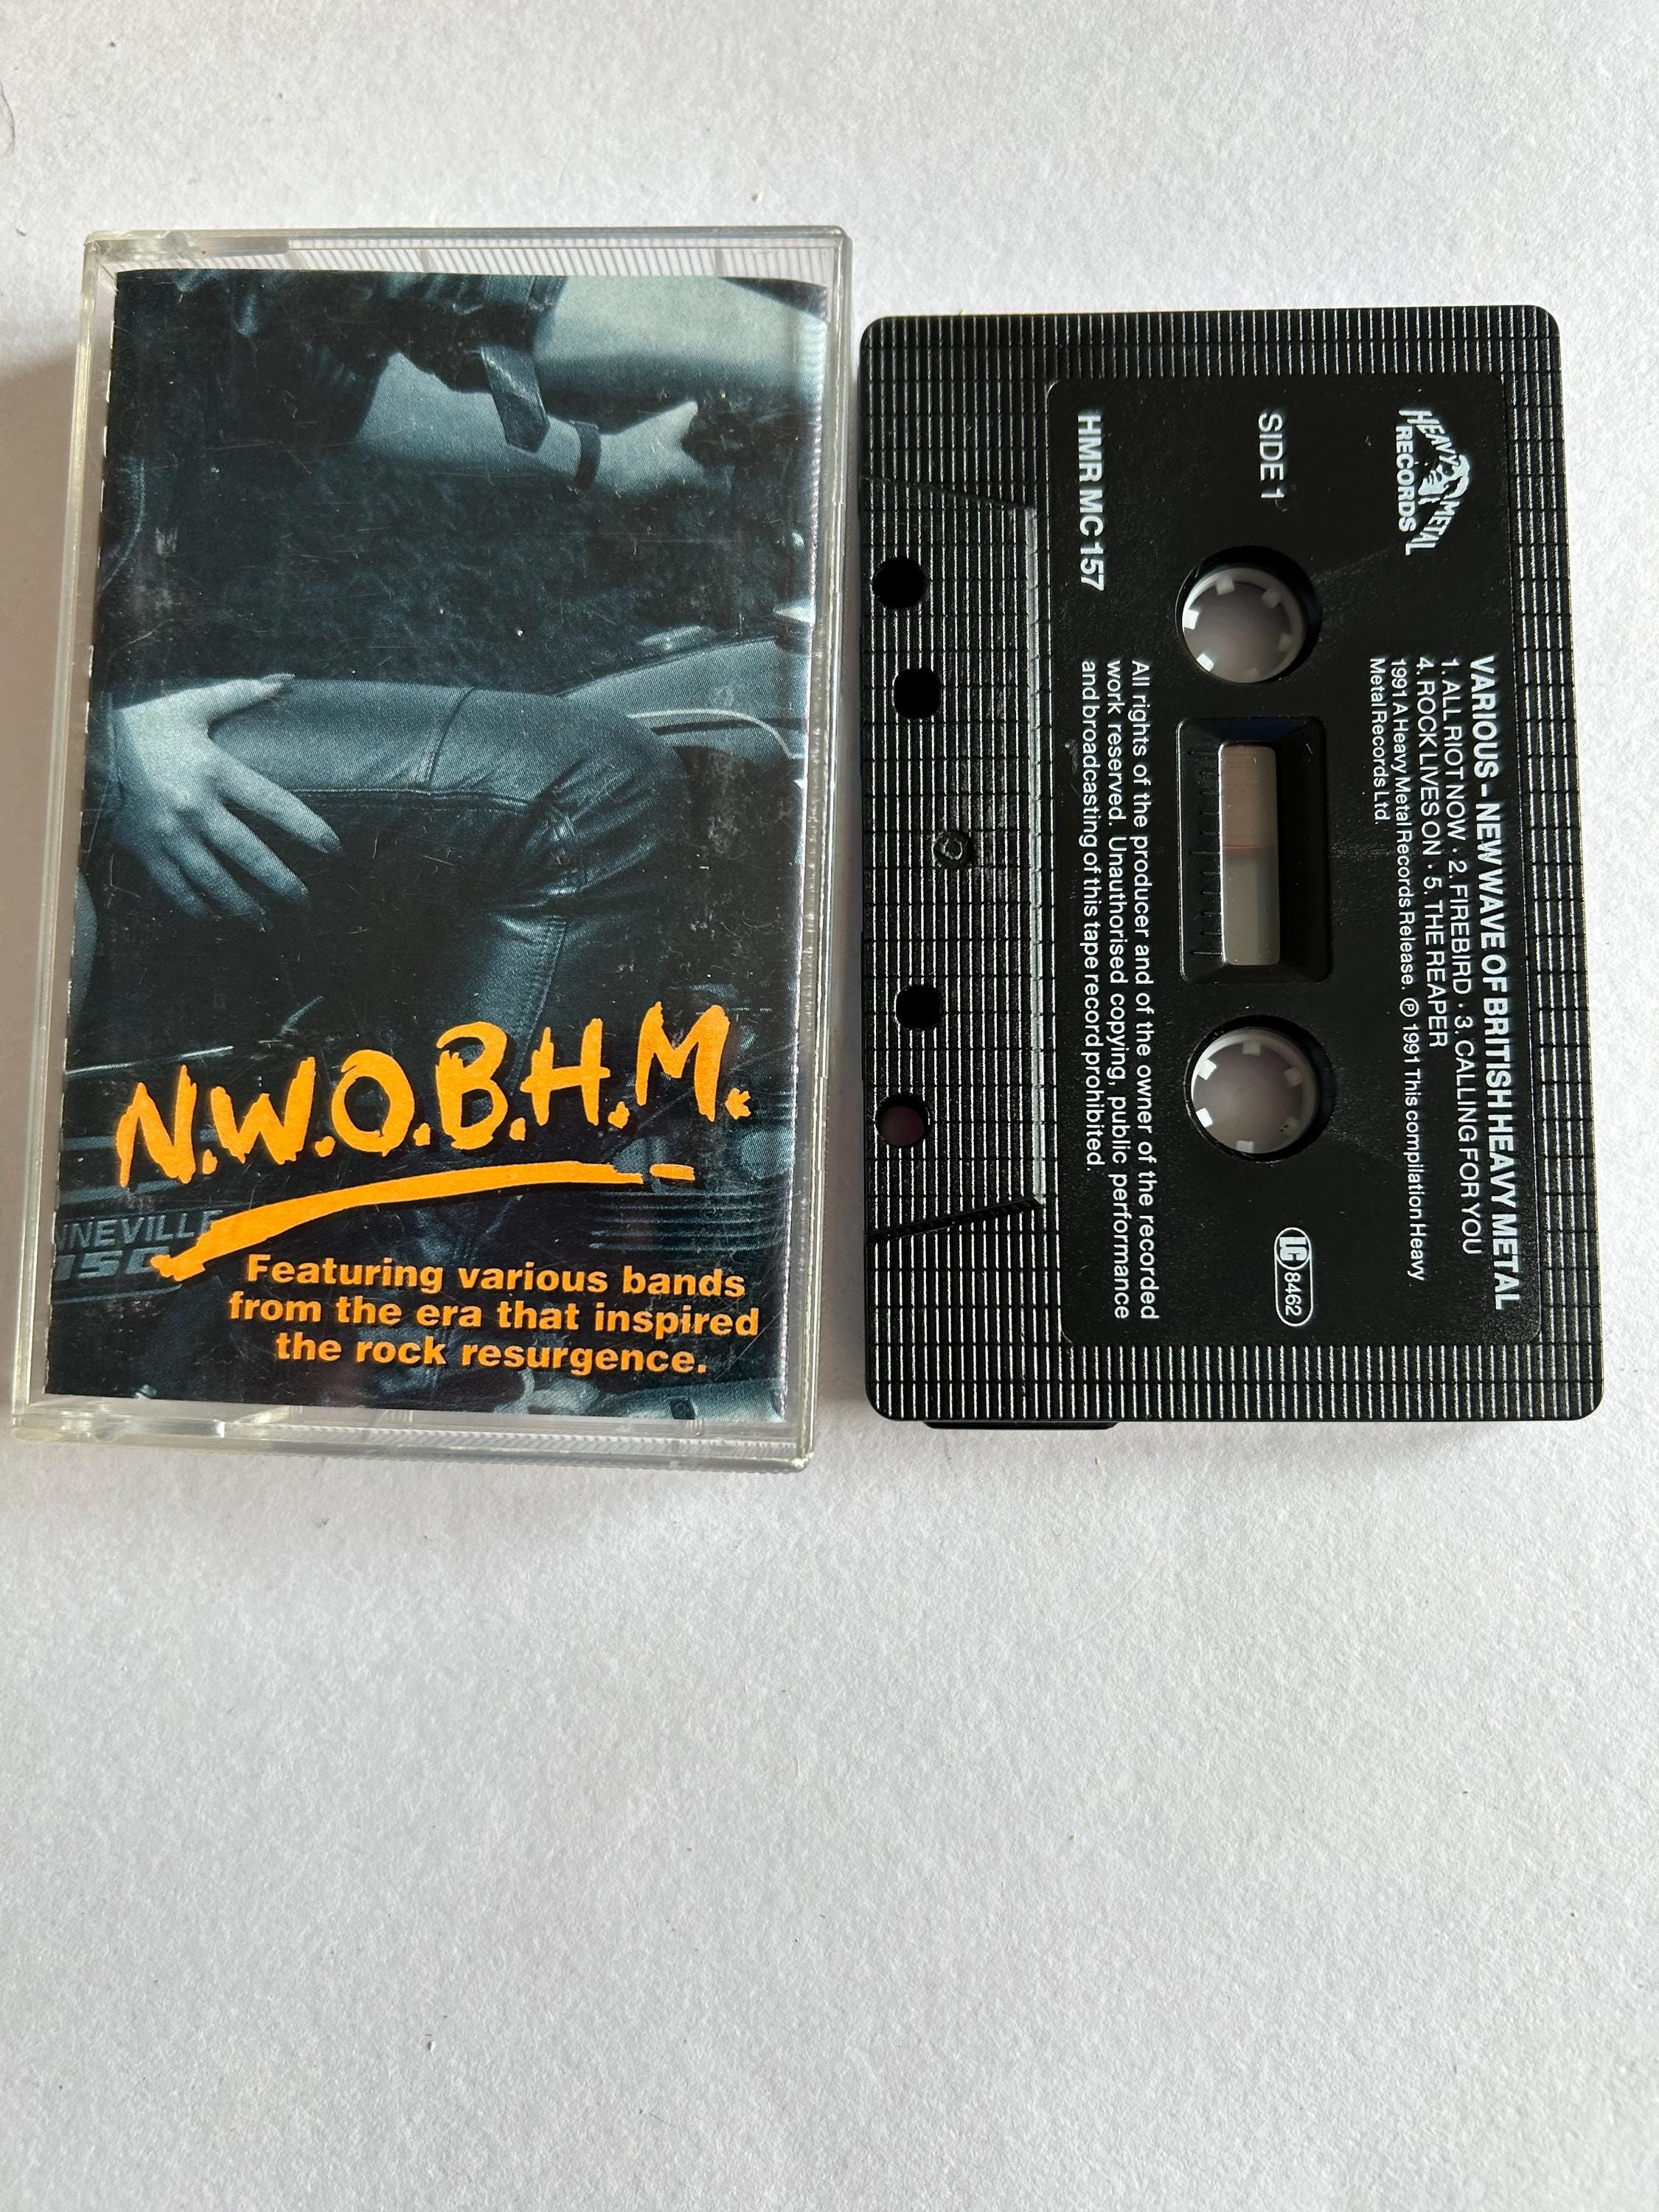 N.W.O.B.H.M.
NNEVILLE
Featuring various bands
from the era that inspired
the rock resurgence.
HEAVY METAL
RECORDS
VARIOUS - NEW WAVE OF BRITISH HEAVY METAL
1. ALL RIOT NOW · 2. FIREBIRD · 3. CALLING FOR YOU
4. ROCK LIVES ON · 5. THE REAPER
1991 A Heavy Metal Records Release. ℗ 1991 This compilation Heavy
Metal Records Ltd.
SIDE 1
LC 8462
HMR MC 157
All rights of the producer and of the owner of the recorded
work reserved. Unauthorised copying, public performance
and broadcasting of this tape record prohibited.